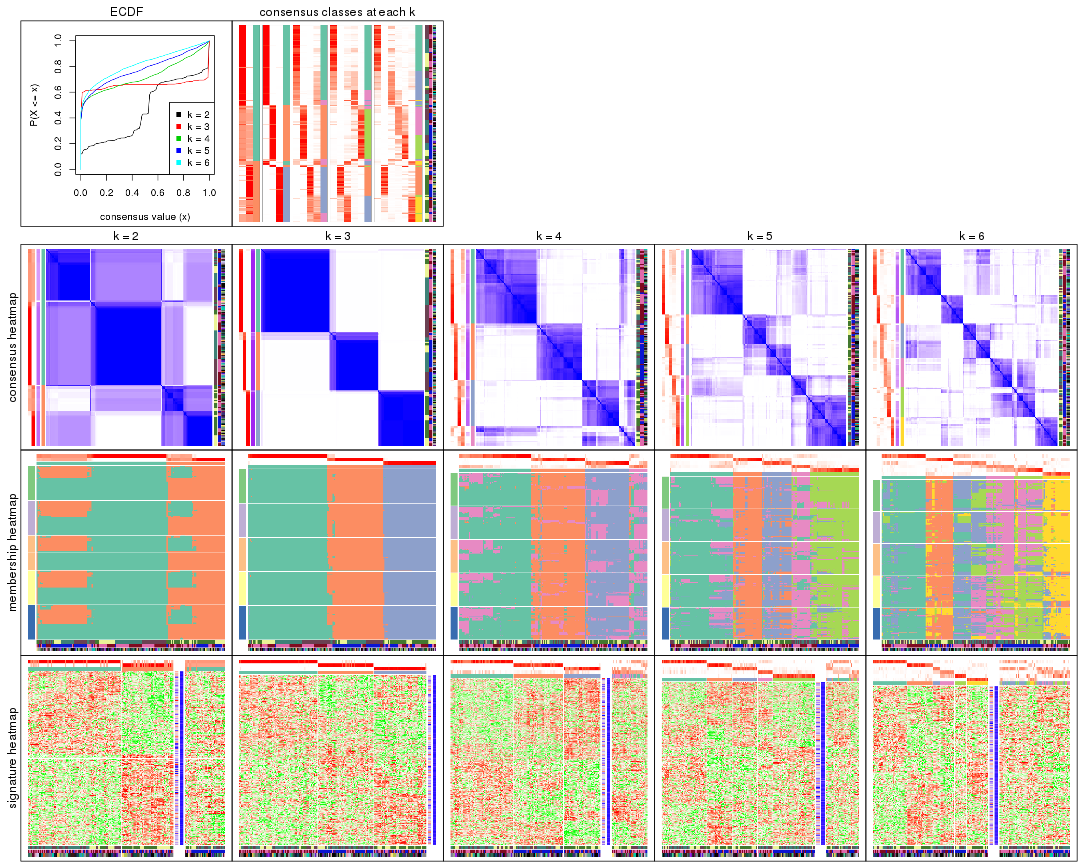 ECDF
consensus classes at each k
P(X <= x)
1.0
0.8
0.6
0.4
0.2
0.0
k = 2
k = 3
k = 4
k = 5
k = 6
0.0 0.2 0.4 0.6 0.8 1.0
consensus value (x)
k = 2
k = 3
k = 4
k = 5
k = 6
consensus heatmap
membership heatmap
signature heatmap